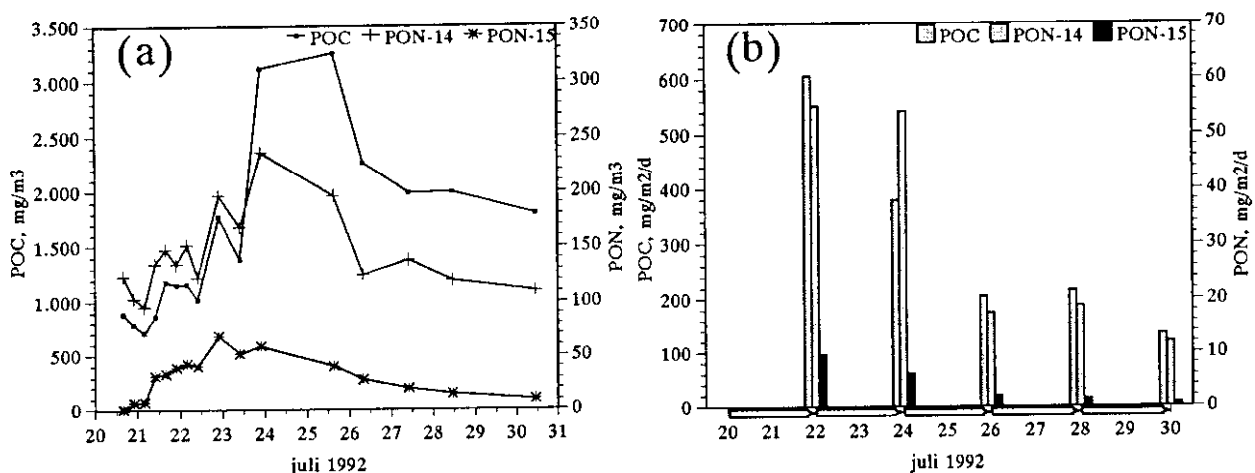 (a)
POC PON-14 PON-15
POC, mg/m3
3.500
3.000
2.500
2.000
1.500
1.000
500
0
350
300
250
200
150
100
50
0
PON, mg/m3
20 21 22 23 24 25 26 27 28 29 30 31
juli 1992
(b)
POC PON-14 PON-15
POC, mg/m2/d
700
600
500
400
300
200
100
0
70
60
50
40
30
20
10
0
PON, mg/m2/d
20 21 22 23 24 25 26 27 28 29 30
juli 1992